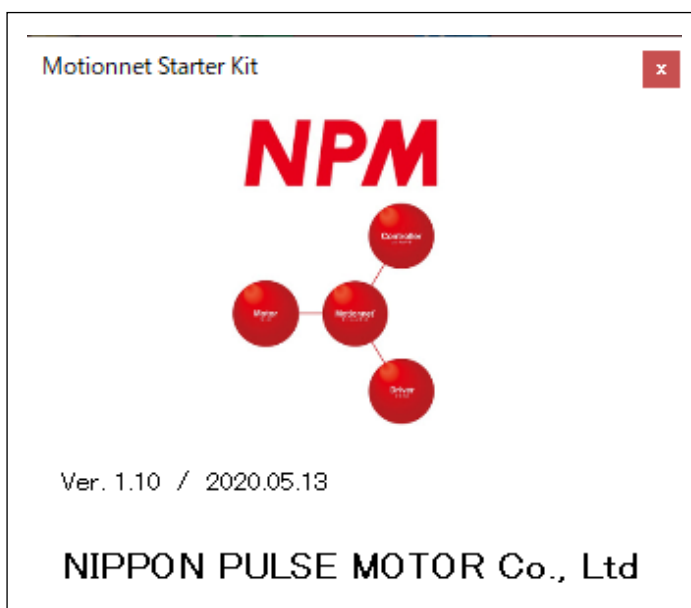 Motionnet Starter Kit
x
NPM
Controller
Motor
Motionnet
Driver
Ver. 1.10 / 2020.05.13
NIPPON PULSE MOTOR Co., Ltd